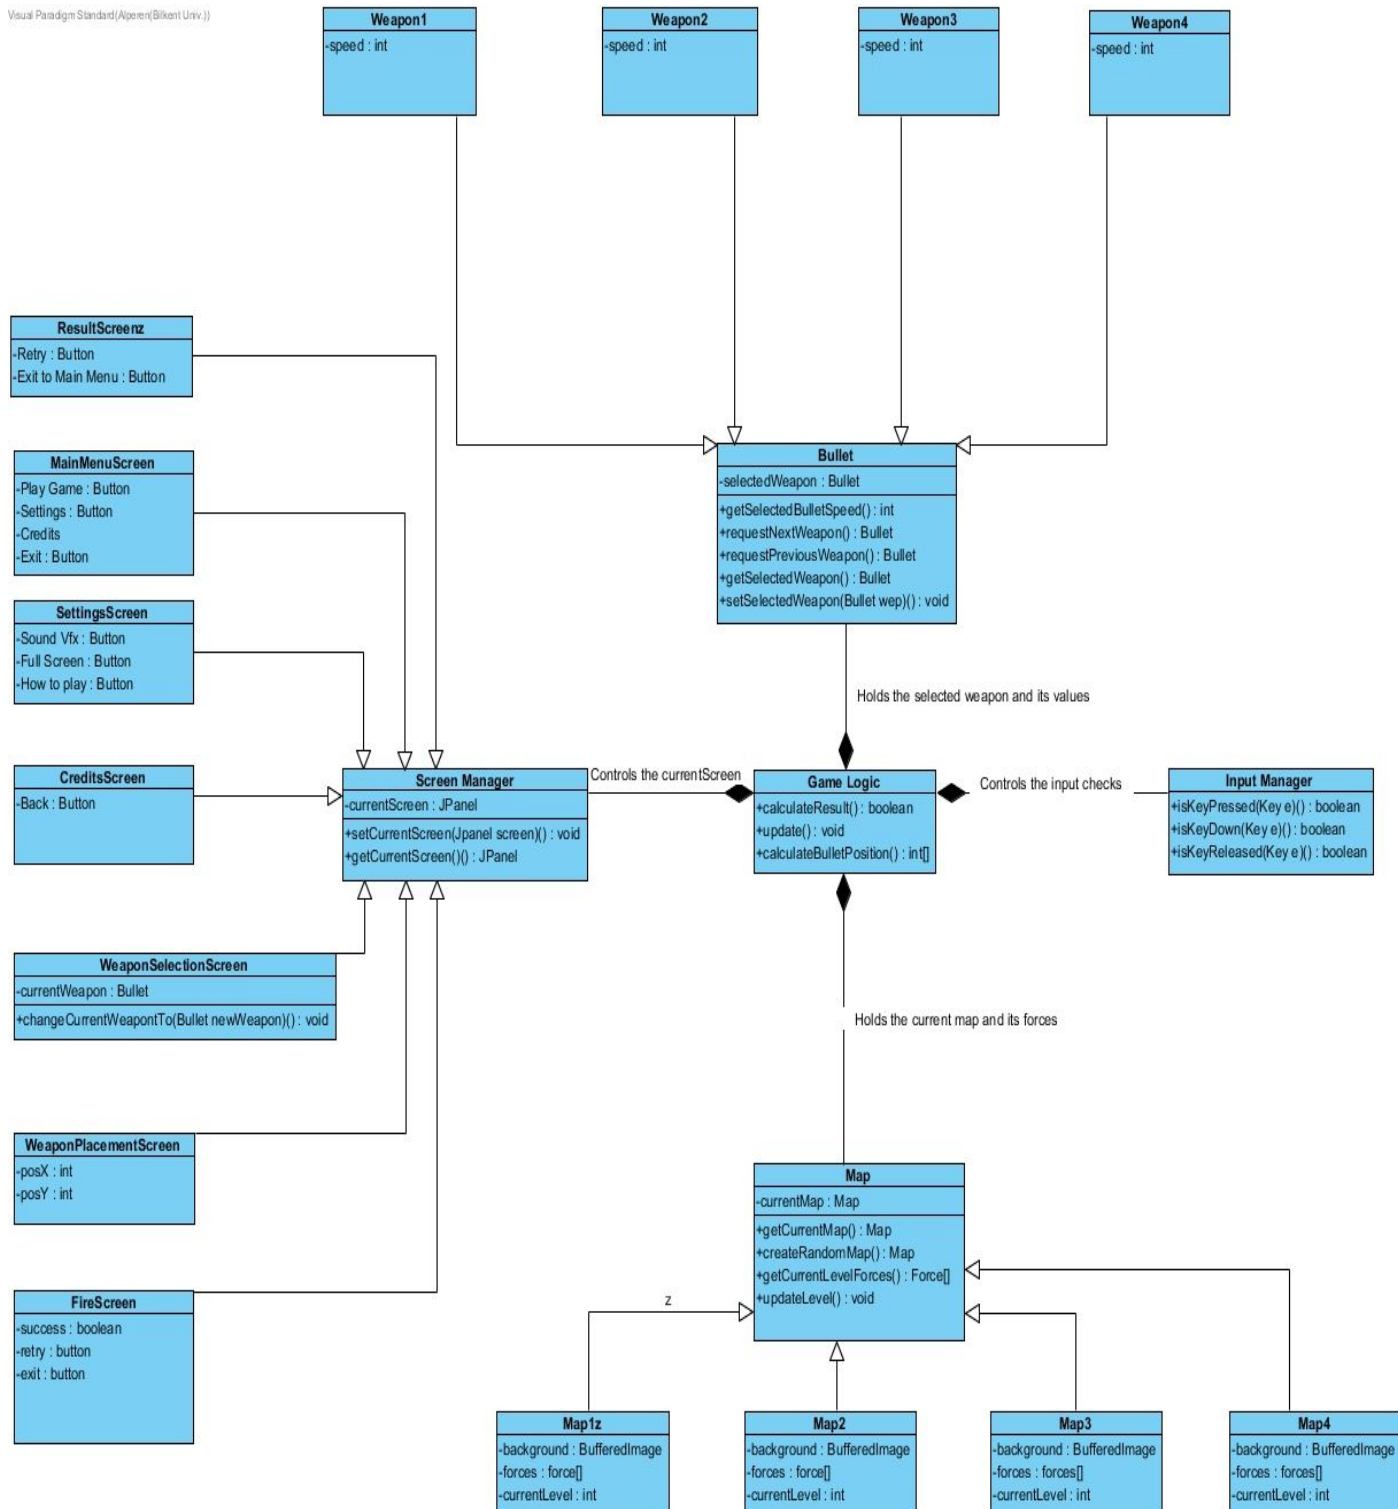 Visual Paradigm Standard(Alperen(Bilkent Univ.))
Weapon1
-speed : int
Weapon2
-speed : int
Weapon3
-speed : int
Weapon4
-speed : int
ResultScreenz
-Retry : Button
-Exit to Main Menu : Button
MainMenuScreen
-Play Game : Button
-Settings : Button
-Credits
-Exit : Button
SettingsScreen
-Sound Vfx : Button
-Full Screen : Button
-How to play : Button
CreditsScreen
-Back : Button
Bullet
-selectedWeapon : Bullet
+getSelectedBulletSpeed() : int
+requestNextWeapon() : Bullet
+requestPreviousWeapon() : Bullet
+getSelectedWeapon() : Bullet
+setSelectedWeapon(Bullet wep)() : void
Holds the selected weapon and its values
Screen Manager
-currentScreen : JPanel
+setCurrentScreen(Jpanel screen)() : void
+getCurrentScreen()() : JPanel
Controls the currentScreen
Game Logic
+calculateResult() : boolean
+update() : void
+calculateBulletPosition() : int[]
Controls the input checks
Input Manager
+isKeyPressed(Key e)() : boolean
+isKeyDown(Key e)() : boolean
+isKeyReleased(Key e)() : boolean
WeaponSelectionScreen
-currentWeapon : Bullet
+changeCurrentWeapontTo(Bullet newWeapon)() : void
Holds the current map and its forces
WeaponPlacementScreen
-posX : int
-posY : int
FireScreen
-success : boolean
-retry : button
-exit : button
Map
-currentMap : Map
+getCurrentMap() : Map
+createRandomMap() : Map
+getCurrentLevelForces() : Force[]
+updateLevel() : void
z
Map1z
-background : BufferedImage
-forces : force[]
-currentLevel : int
Map2
-background : BufferedImage
-forces : force[]
-currentLevel : int
Map3
-background : BufferedImage
-forces : forces[]
-currentLevel : int
Map4
-background : BufferedImage
-forces : forces[]
-currentLevel : int